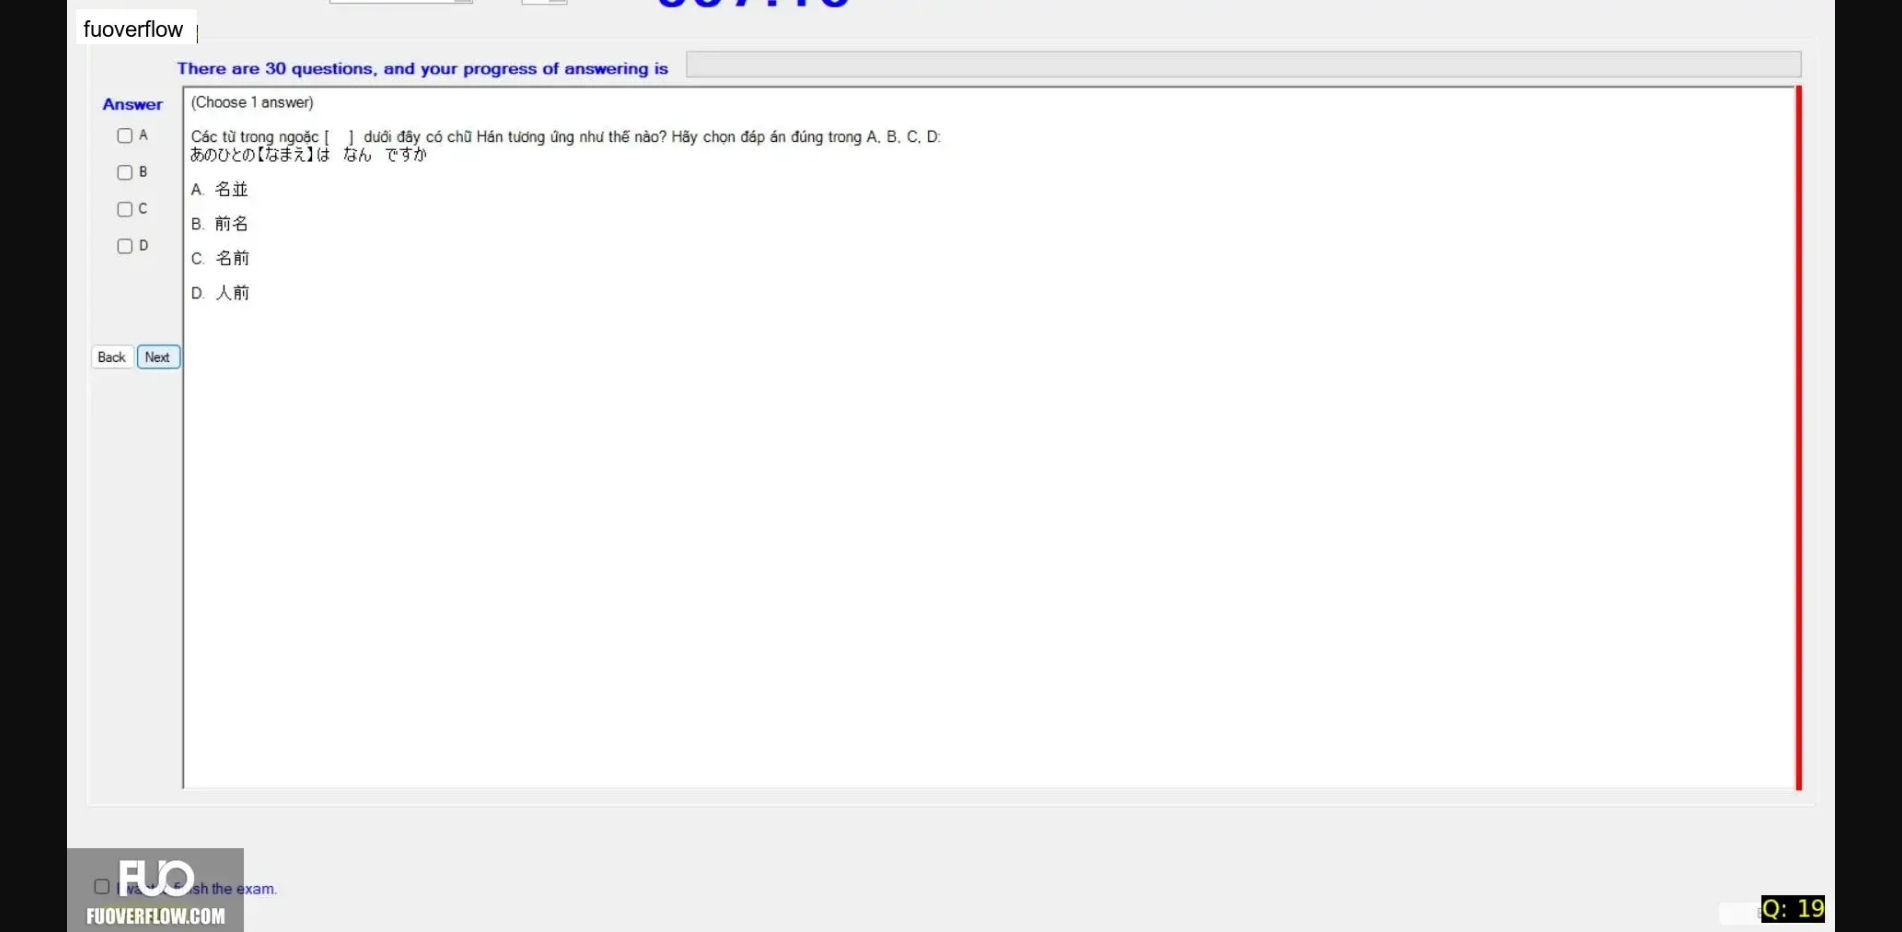 fuoverflow
There are 30 questions, and your progress of answering is
Answer
(Choose 1 answer)
A
Các từ trong ngoặc [ ] dưới đây có chữ Hán tương ứng như thế nào? Hãy chọn đáp án đúng trong A, B, C, D:
あのひとの【なまえ】は なん ですか
B
A. 名並
C
B. 前名
D
C. 名前
D. 人前
Back Next
FUO
finish the exam.
FUOVERFLOW.COM
Q: 19